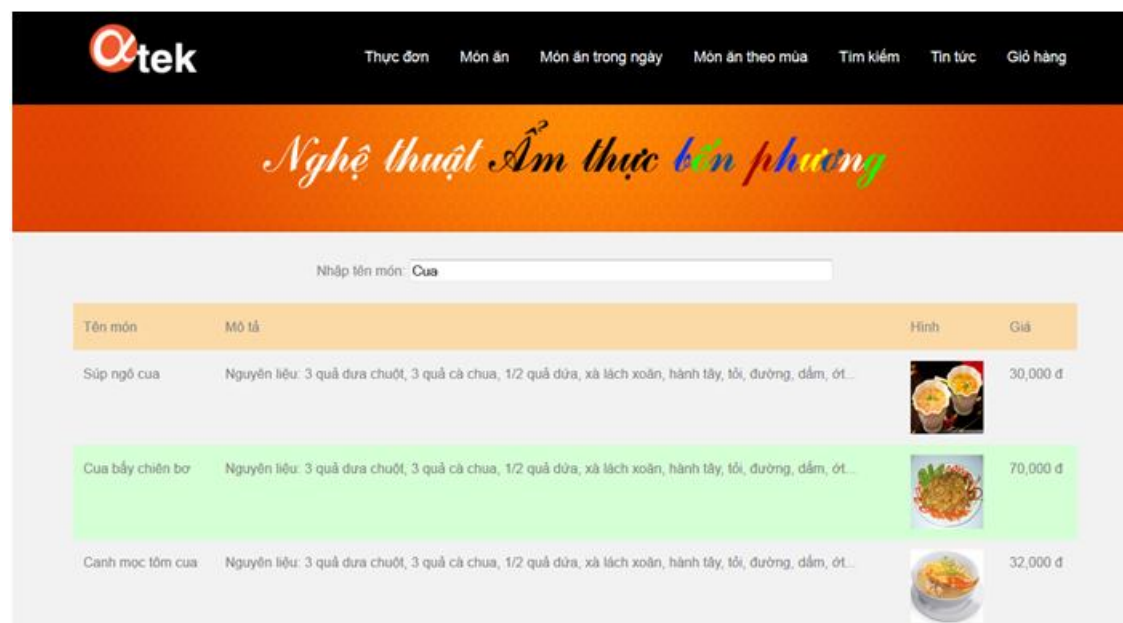 αtek
Thực đơn Món ăn Món ăn trong ngày Món ăn theo mùa Tìm kiếm Tin tức Giỏ hàng
Nghệ thuật Ẩm thực bốn phương
Nhập tên món: Cua
Tên món Mô tả Hình Giá
Súp ngô cua Nguyên liệu: 3 quả dưa chuột, 3 quả cà chua, 1/2 quả dứa, xà lách xoăn, hành tây, tỏi, đường, dấm, ớt... 30,000 đ
Cua bẩy chiên bơ Nguyên liệu: 3 quả dưa chuột, 3 quả cà chua, 1/2 quả dứa, xà lách xoăn, hành tây, tỏi, đường, dấm, ớt... 70,000 đ
Canh mọc tôm cua Nguyên liệu: 3 quả dưa chuột, 3 quả cà chua, 1/2 quả dứa, xà lách xoăn, hành tây, tỏi, đường, dấm, ớt... 32,000 đ